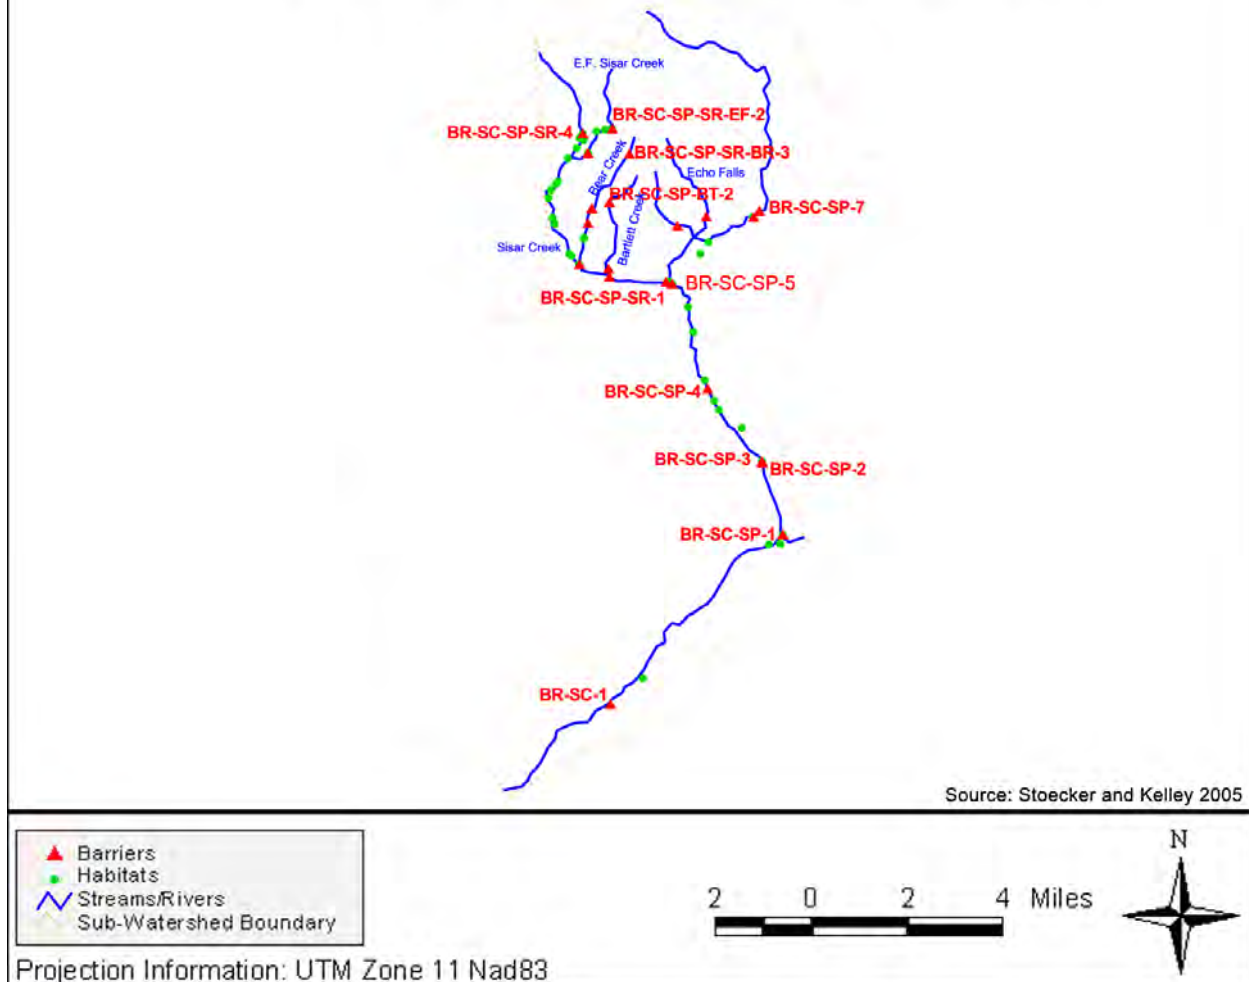 E.F. Sisar Creek
BR-SC-SP-SR-EF-2
BR-SC-SP-SR-4
BR-SC-SP-SR-BR-3
Bear Creek
Echo Falls
BR-SC-SP-BT-2
BR-SC-SP-7
Bartlett Creek
Sisar Creek
BR-SC-SP-5
BR-SC-SP-SR-1
BR-SC-SP-4
BR-SC-SP-3
BR-SC-SP-2
BR-SC-SP-1
BR-SC-1
Source: Stoecker and Kelley 2005
Barriers
Habitats
Streams/Rivers
Sub-Watershed Boundary
2 0 2 4 Miles
N
Projection Information: UTM Zone 11 Nad83